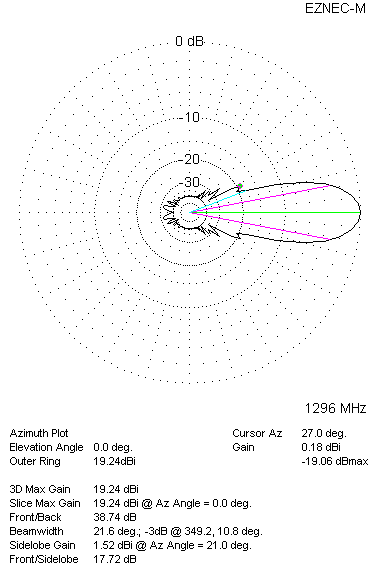 EZNEC-M
0 dB
-10
-20
-30
1296 MHz
Azimuth Plot
Cursor Az 27.0 deg.
Elevation Angle 0.0 deg.
Gain 0.18 dBi
Outer Ring 19.24dBi
-19.06 dBmax
3D Max Gain 19.24 dBi
Slice Max Gain 19.24 dBi @ Az Angle = 0.0 deg.
Front/Back 38.74 dB
Beamwidth 21.6 deg.; -3dB @ 349.2, 10.8 deg.
Sidelobe Gain 1.52 dBi @ Az Angle = 21.0 deg.
Front/Sidelobe 17.72 dB